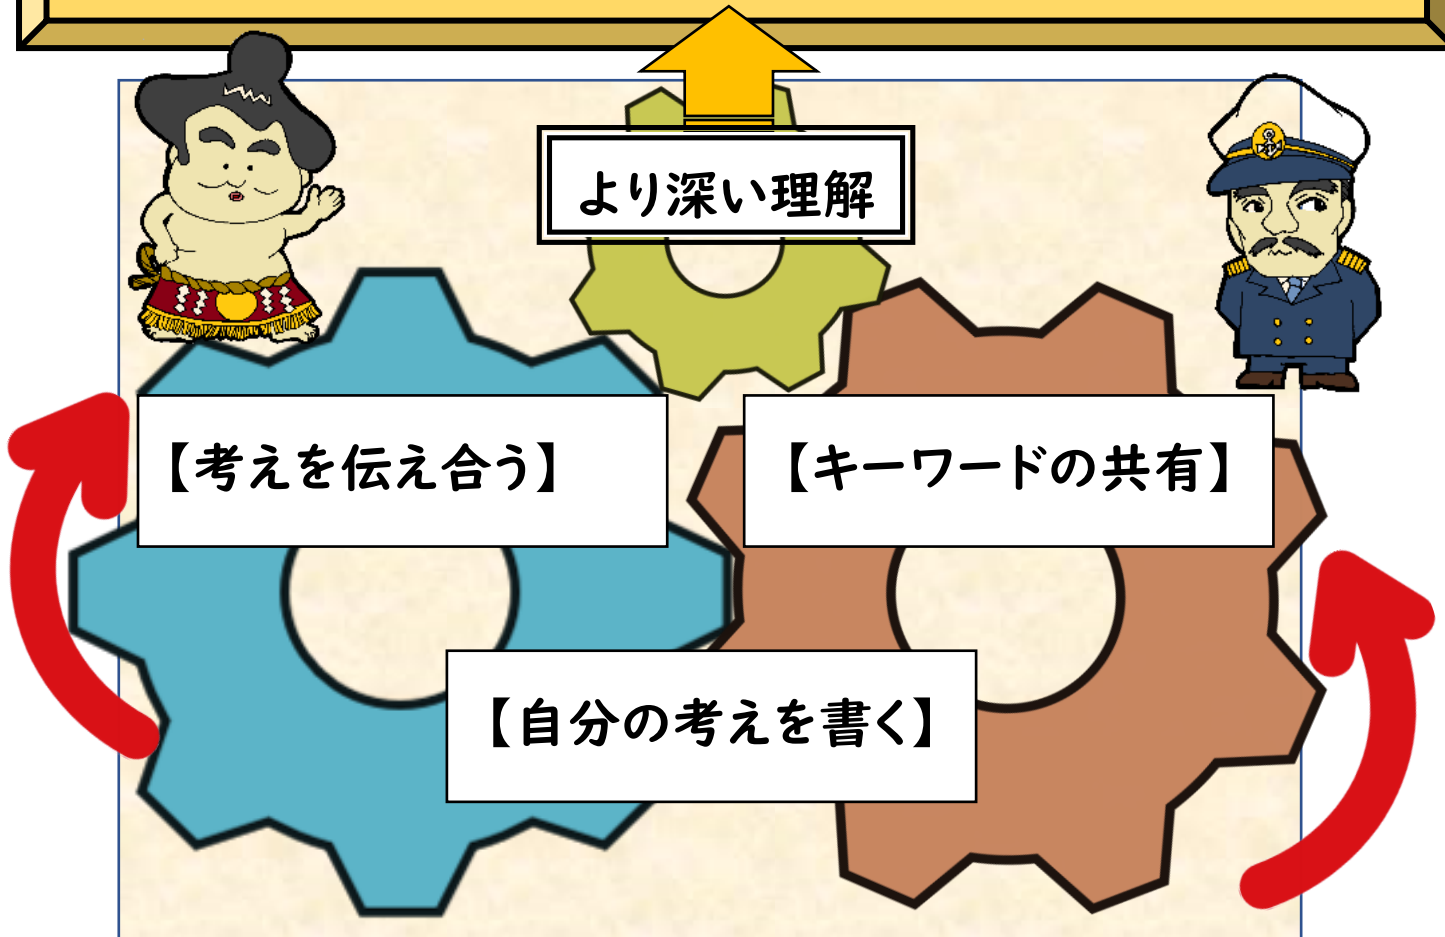 より深い理解
【考えを伝え合う】
【キーワードの共有】
【自分の考えを書く】